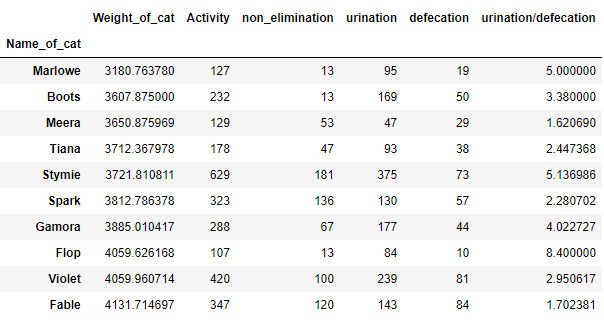 Weight_of_cat Activity non_elimination urination defecation urination/defecation
Name_of_cat
Marlowe 3180.763780 127 13 95 19 5.000000
Boots 3607.875000 232 13 169 50 3.380000
Meera 3650.875969 129 53 47 29 1.620690
Tiana 3712.367978 178 47 93 38 2.447368
Stymie 3721.810811 629 181 375 73 5.136986
Spark 3812.786378 323 136 130 57 2.280702
Gamora 3885.010417 288 67 177 44 4.022727
Flop 4059.626168 107 13 84 10 8.400000
Violet 4059.960714 420 100 239 81 2.950617
Fable 4131.714697 347 120 143 84 1.702381